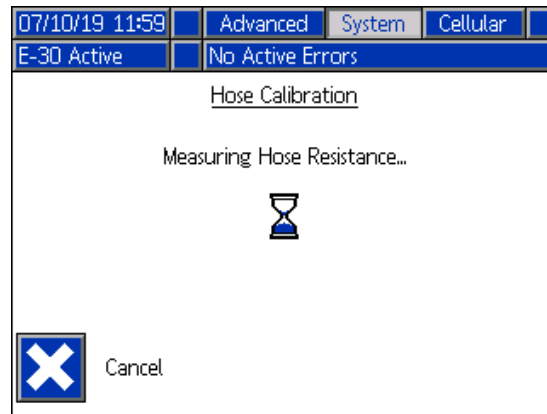 07/10/19 11:59 Advanced System Cellular
E-30 Active No Active Errors
Hose Calibration
Measuring Hose Resistance...
Cancel